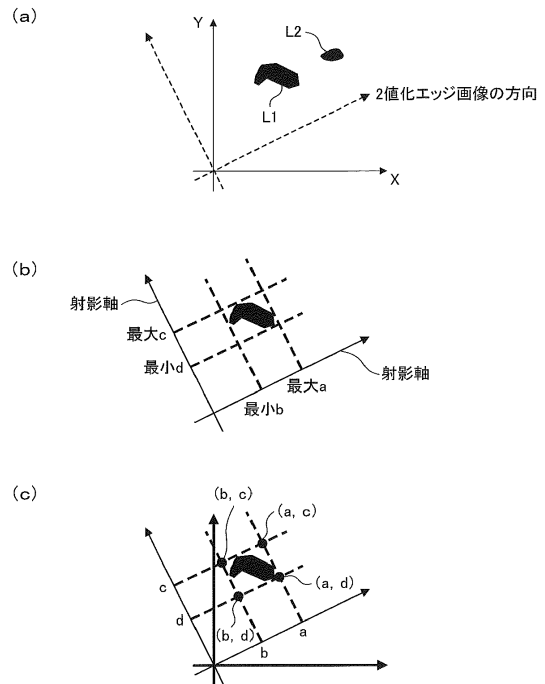 (a)
Y
L2
2値化エッジ画像の方向
L1
X
(b)
射影軸
最大c
最小d
射影軸
最大a
最小b
(c)
(b, c)
(a, c)
(a, d)
c
d
(b, d)
a
b